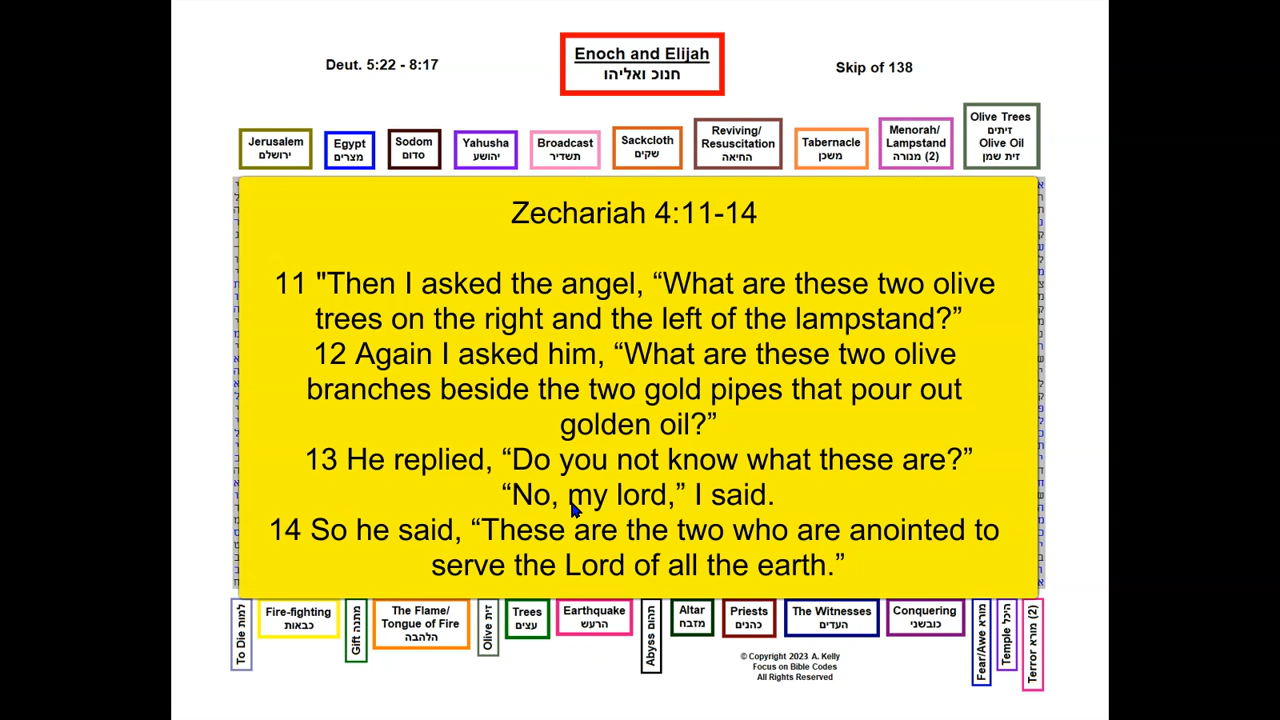 Deut. 5:22 - 8:17
Enoch and Elijah
חנוכ ואליהו
Skip of 138
Jerusalem
ירושלם
Egypt
מצרים
Sodom
סדום
Yahusha
יהושע
Broadcast
תשדיר
Sackcloth
שקים
Reviving/
Resuscitation
החיאה
Tabernacle
משכן
Menorah/
Lampstand
מנורה (2)
Olive Trees
זיתים
Olive Oil
זית שמן
Zechariah 4:11-14
11 "Then I asked the angel, “What are these two olive
trees on the right and the left of the lampstand?”
12 Again I asked him, “What are these two olive
branches beside the two gold pipes that pour out
golden oil?”
13 He replied, “Do you not know what these are?”
“No, my lord,” I said.
14 So he said, “These are the two who are anointed to
serve the Lord of all the earth.”
To Die למות
Fire-fighting
כבאות
Gift מתנה
The Flame/
Tongue of Fire
הלהבה
Olive זית
Trees
עצים
Earthquake
הרעש
Abyss תהום
Altar
מזבח
Priests
כהנים
The Witnesses
העדים
Conquering
כובשני
Fear/Awe מורא
Temple היכל
Terror מורא (2)
© Copyright 2023 A. Kelly
Focus on Bible Codes
All Rights Reserved